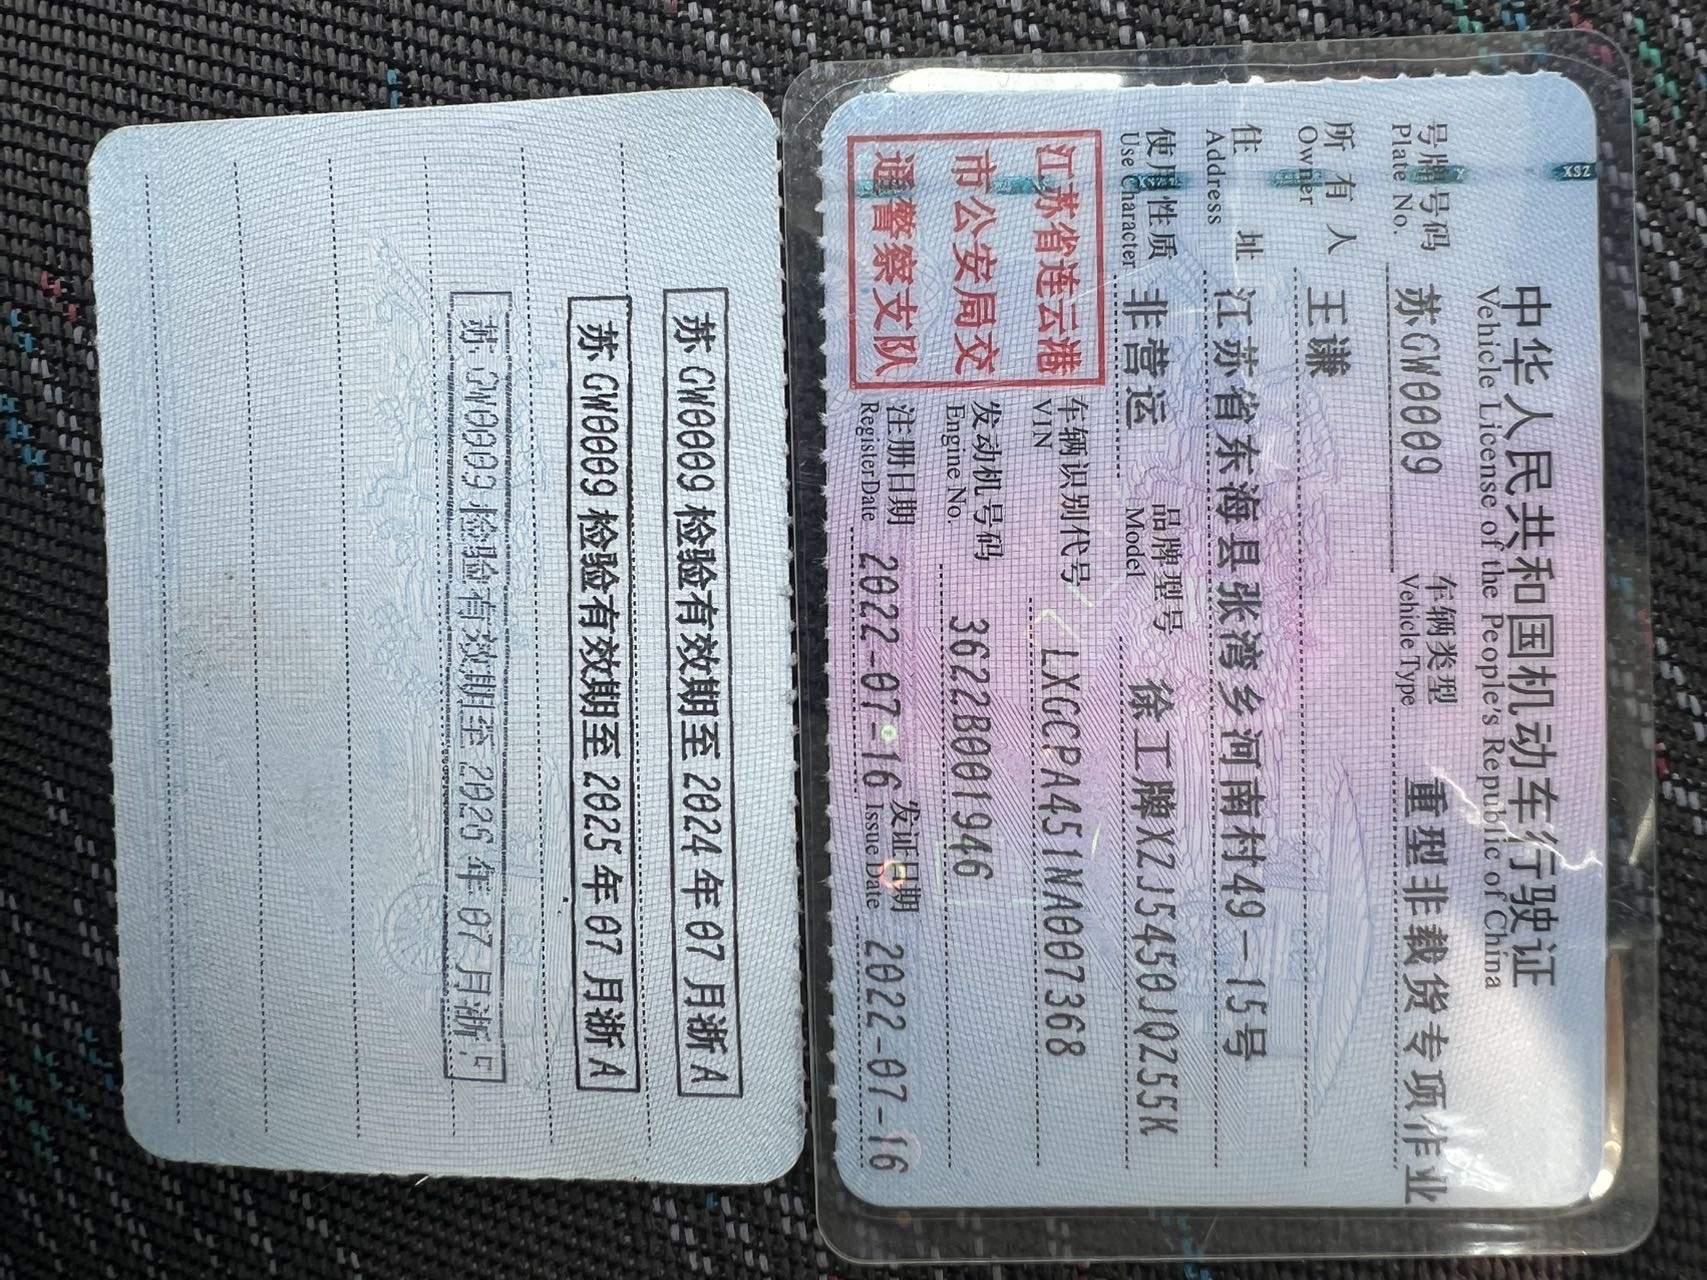 中华人民共和国机动车行驶证
Vehicle License of the People's Republic of China
号牌号码 苏GW0009 车辆类型 重型非载货专项作业
Plate No. Vehicle Type
所有人 王谦
Owner
住址 江苏省东海县张湾乡河南村49-15号
Address
使用性质 非营运 品牌型号 徐工牌XZJ5450JQZ55K
Use Character Model
江苏省连云港
市公安局交
通警察支队
车辆识别代号 LXGCPA451NA007368
VIN
发动机号码 3622B001946
Engine No.
注册日期 2022-07-16 发证日期 2022-07-16
Register Date Issue Date
XSZ
苏GW0009检验有效期至2024年07月浙A
苏GW0009检验有效期至2025年07月浙A
苏GW0009检验有效期至2026年07月浙F